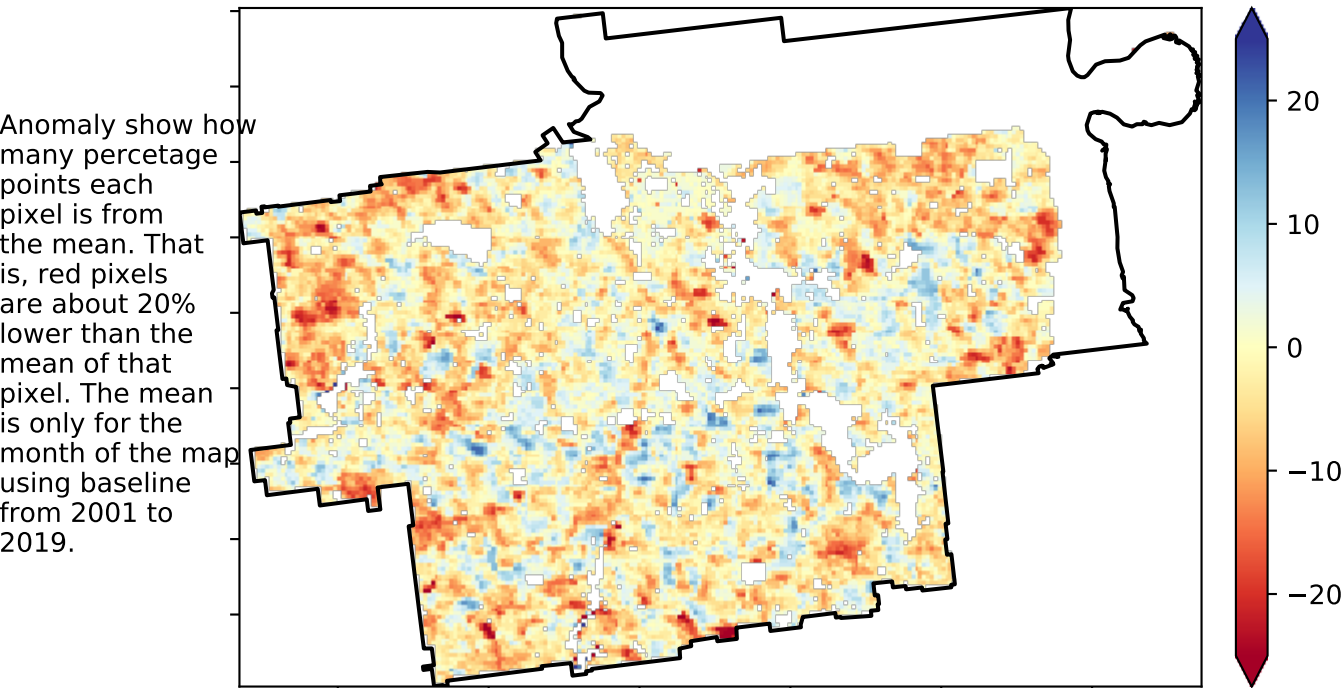 Anomaly show how
many percetage
points each
pixel is from
the mean. That
is, red pixels
are about 20%
lower than the
mean of that
pixel. The mean
is only for the
month of the map
using baseline
from 2001 to
2019.
20
10
0
−10
−20